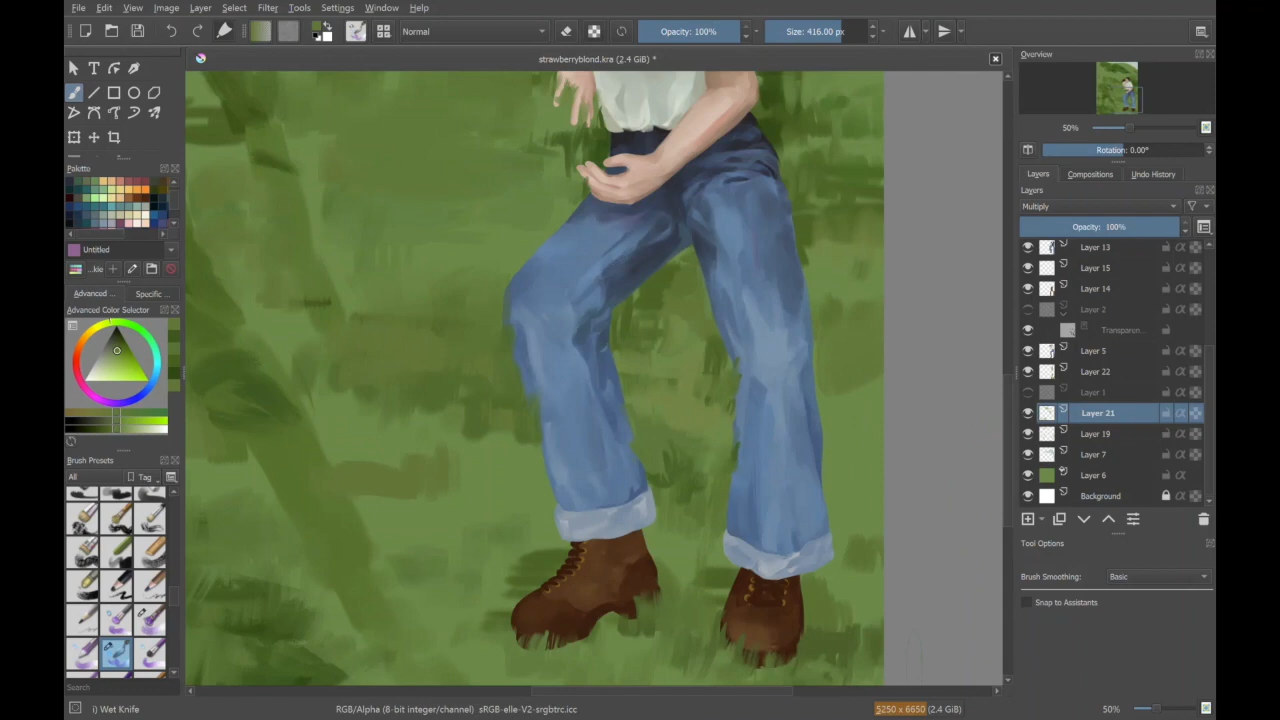 File Edit View Image Layer Select Filter Tools Settings Window Help
Normal Opacity: 100% Size: 416.00 px
strawberryblond.kra (2.4 GiB) *
Overview
50%
Rotation: 0.00°
Palette
Untitled
...kie
Advanced ... Specific ...
Advanced Color Selector
Brush Presets
All Tag
Search
Layers Compositions Undo History
Layers
Multiply
Opacity: 100%
Layer 13
Layer 15
Layer 14
Layer 2
Transparen...
Layer 5
Layer 22
Layer 1
Layer 21
Layer 19
Layer 7
Layer 6
Background
Tool Options
Brush Smoothing: Basic
Snap to Assistants
i) Wet Knife RGB/Alpha (8-bit integer/channel) sRGB-elle-V2-srgbtrc.icc 5250 x 6650 (2.4 GiB) 50%